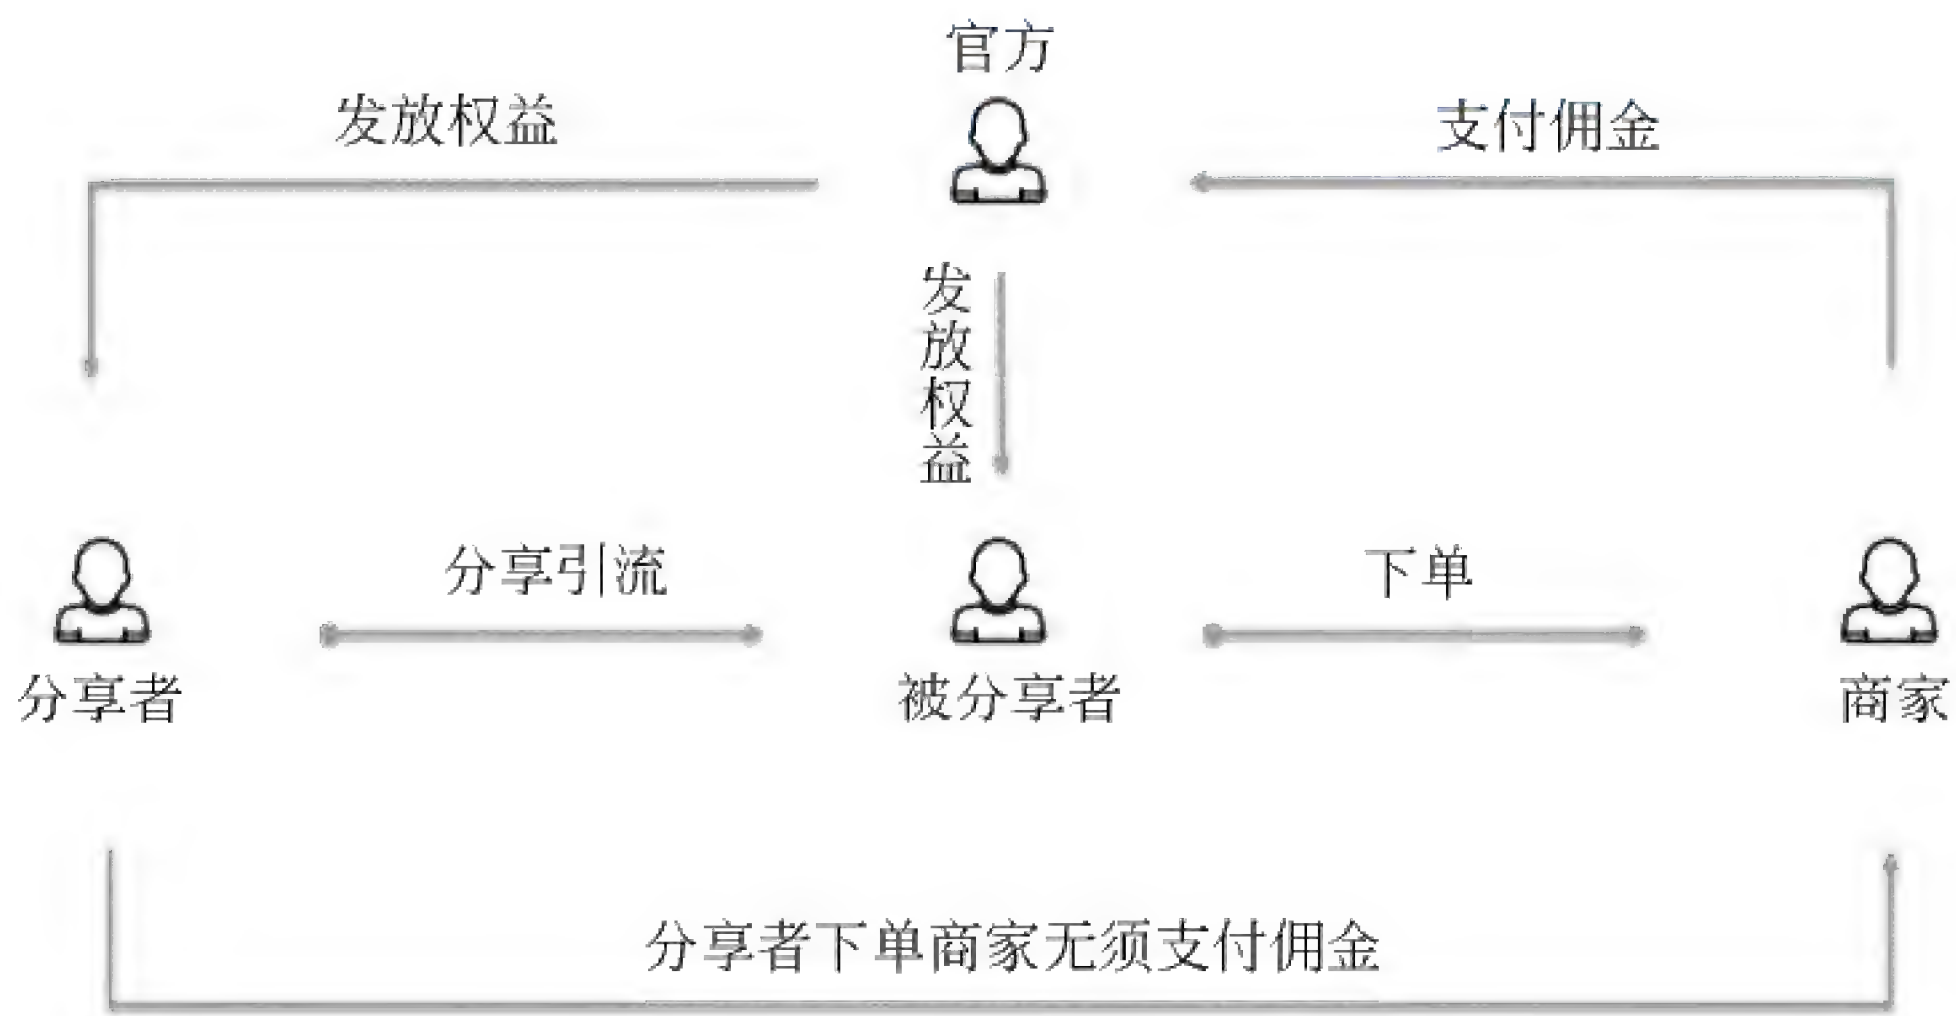 官方
发放权益
支付佣金
发放权益
分享引流
下单
分享者
被分享者
商家
分享者下单商家无须支付佣金